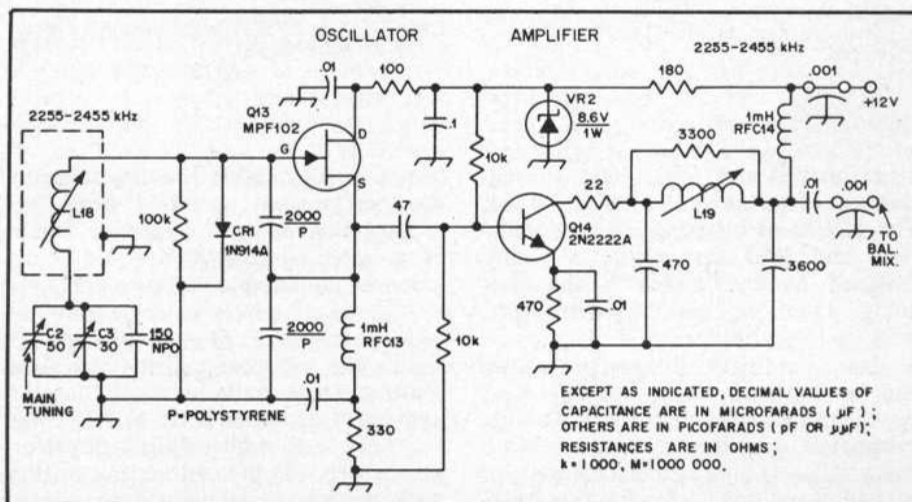 OSCILLATOR
AMPLIFIER
2255-2455 kHz
.01
100
180
.001
+12V
Q13
MPF102
D
G
S
.1
VR2
8.6V
1W
1mH
RFC14
2255-2455 kHz
L18
10k
3300
100k
CR1
1N914A
2000
P
47
22
L19
.01
.001
TO
BAL.
MIX.
Q14
2N2222A
470
3600
C2
50
C3
30
150
NPO
2000
P
1mH
RFC13
10k
470
.01
MAIN
TUNING
P=POLYSTYRENE
.01
330
EXCEPT AS INDICATED, DECIMAL VALUES OF
CAPACITANCE ARE IN MICROFARADS (µF);
OTHERS ARE IN PICOFARADS (pF OR µµF);
RESISTANCES ARE IN OHMS;
k=1000, M=1000 000.